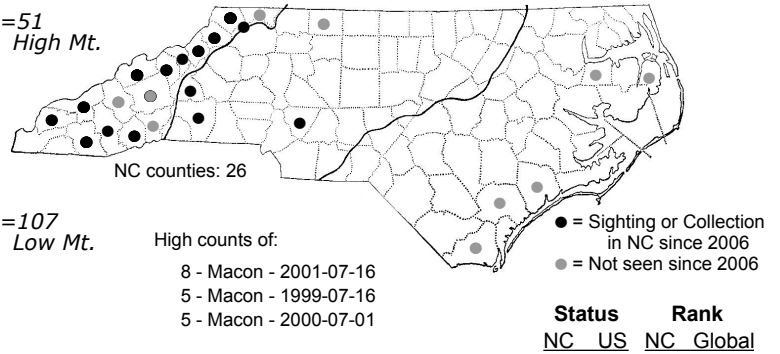 =51
High Mt.
NC counties: 26
=107
Low Mt.
High counts of:
8 - Macon - 2001-07-16
5 - Macon - 1999-07-16
5 - Macon - 2000-07-01
● = Sighting or Collection
in NC since 2006
● = Not seen since 2006
Status Rank
NC US NC Global